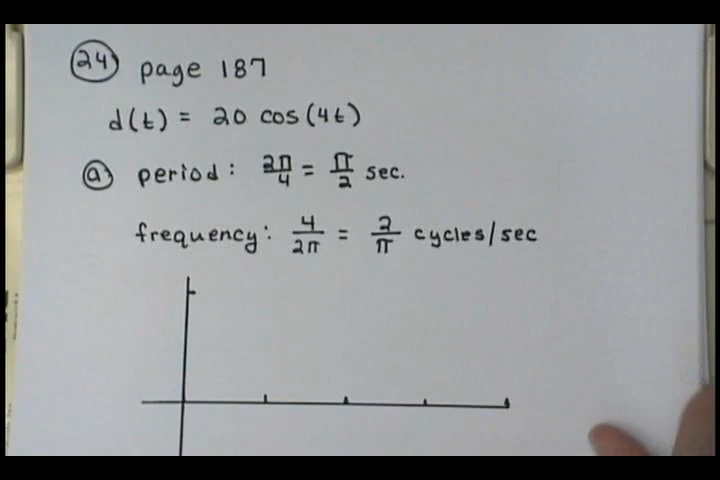 24 page 187
d(t) = 20 cos(4t)
a period: 2π/4 = π/2 sec.
frequency: 4/2π = 2/π cycles/sec